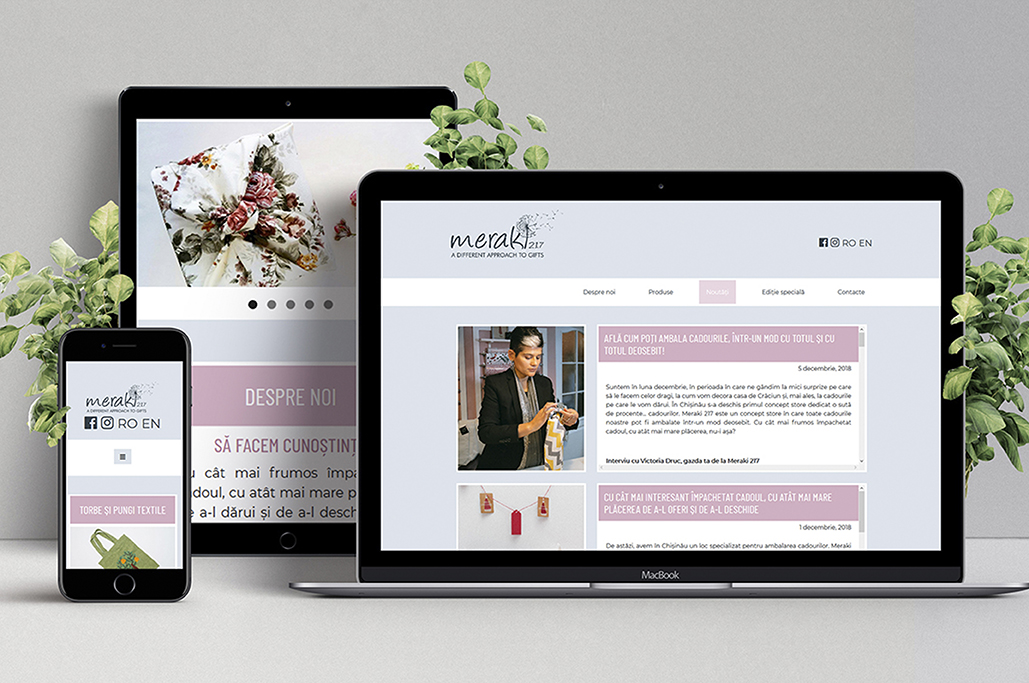 meraki 217
A DIFFERENT APPROACH TO GIFTS
RO EN
Despre noi Produse Noutăți Ediție specială Contacte
AFLĂ CUM POȚI AMBALA CADOURILE, ÎNTR-UN MOD CU TOTUL ȘI CU
TOTUL DEOSEBIT!
5 decembrie, 2018
Suntem în luna decembrie, în perioada în care ne gândim la mici surprize pe care
să le facem celor dragi, la cum vom decora casa de Crăciun și, mai ales, la cadourile
pe care le vom dărui. În Chișinău s-a deschis primul concept store dedicat o sută
de procente... cadourilor. Meraki 217 este un concept store în care toate cadourile
noastre pot fi ambalate într-un mod deosebit. Cu cât mai frumos împachetat
cadoul, cu atât mai mare plăcerea, nu-i așa?
Interviu cu Victoria Druc, gazda ta de la Meraki 217
CU CÂT MAI INTERESANT ÎMPACHETAT CADOUL, CU ATÂT MAI MARE
PLĂCEREA DE A-L OFERI ȘI DE A-L DESCHIDE
1 decembrie, 2018
De astăzi, avem în Chișinău un loc specializat pentru ambalarea cadourilor. Meraki
MacBook
DESPRE NOI
SĂ FACEM CUNOȘTINȚ
u cât mai frumos împa
adoul, cu atât mai mare p
e a-l dărui și de a-l desch
meraki 217
A DIFFERENT APPROACH TO GIFTS
RO EN
TORBE ȘI PUNGI TEXTILE